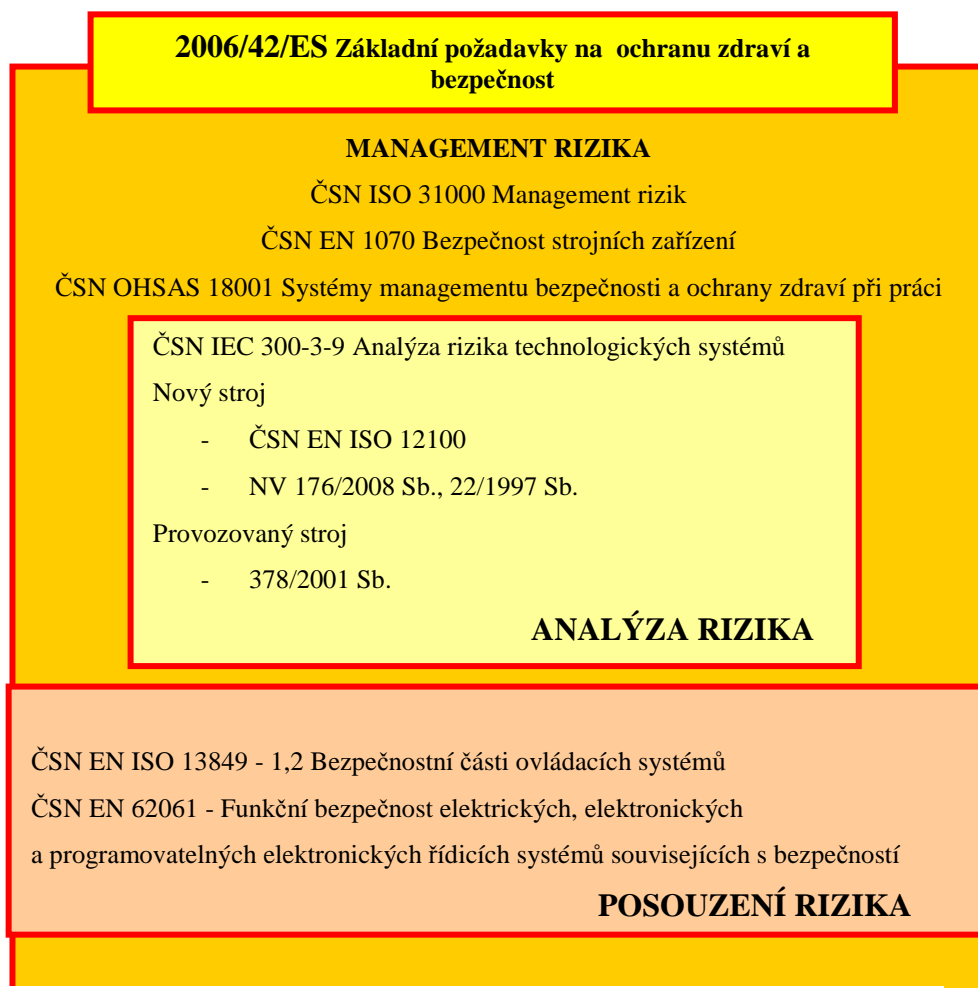 2006/42/ES Základní požadavky na ochranu zdraví a
bezpečnost
MANAGEMENT RIZIKA
ČSN ISO 31000 Management rizik
ČSN EN 1070 Bezpečnost strojních zařízení
ČSN OHSAS 18001 Systémy managementu bezpečnosti a ochrany zdraví při práci
ČSN IEC 300-3-9 Analýza rizika technologických systémů
Nový stroj
- ČSN EN ISO 12100
- NV 176/2008 Sb., 22/1997 Sb.
Provozovaný stroj
- 378/2001 Sb.
ANALÝZA RIZIKA
ČSN EN ISO 13849 - 1,2 Bezpečnostní části ovládacích systémů
ČSN EN 62061 - Funkční bezpečnost elektrických, elektronických
a programovatelných elektronických řídicích systémů souvisejících s bezpečností
POSOUZENÍ RIZIKA